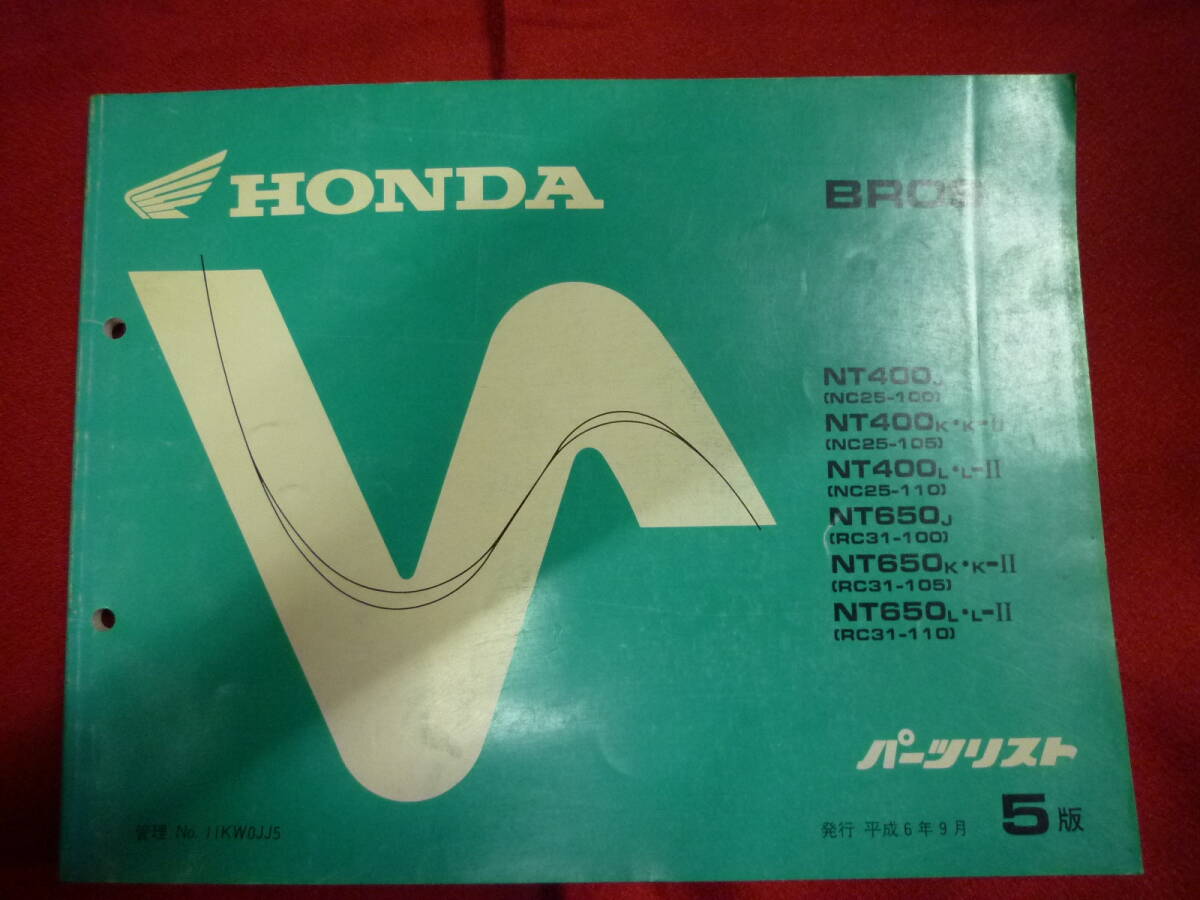 HONDA
BROS
NT400J
(NC25-100)
NT400K・K-II
(NC25-105)
NT400L・L-II
(NC25-110)
NT650J
(RC31-100)
NT650K・K-II
(RC31-105)
NT650L・L-II
(RC31-110)
パーツリスト
管理 No. 11KW0JJ5
発行 平成6年9月 5版